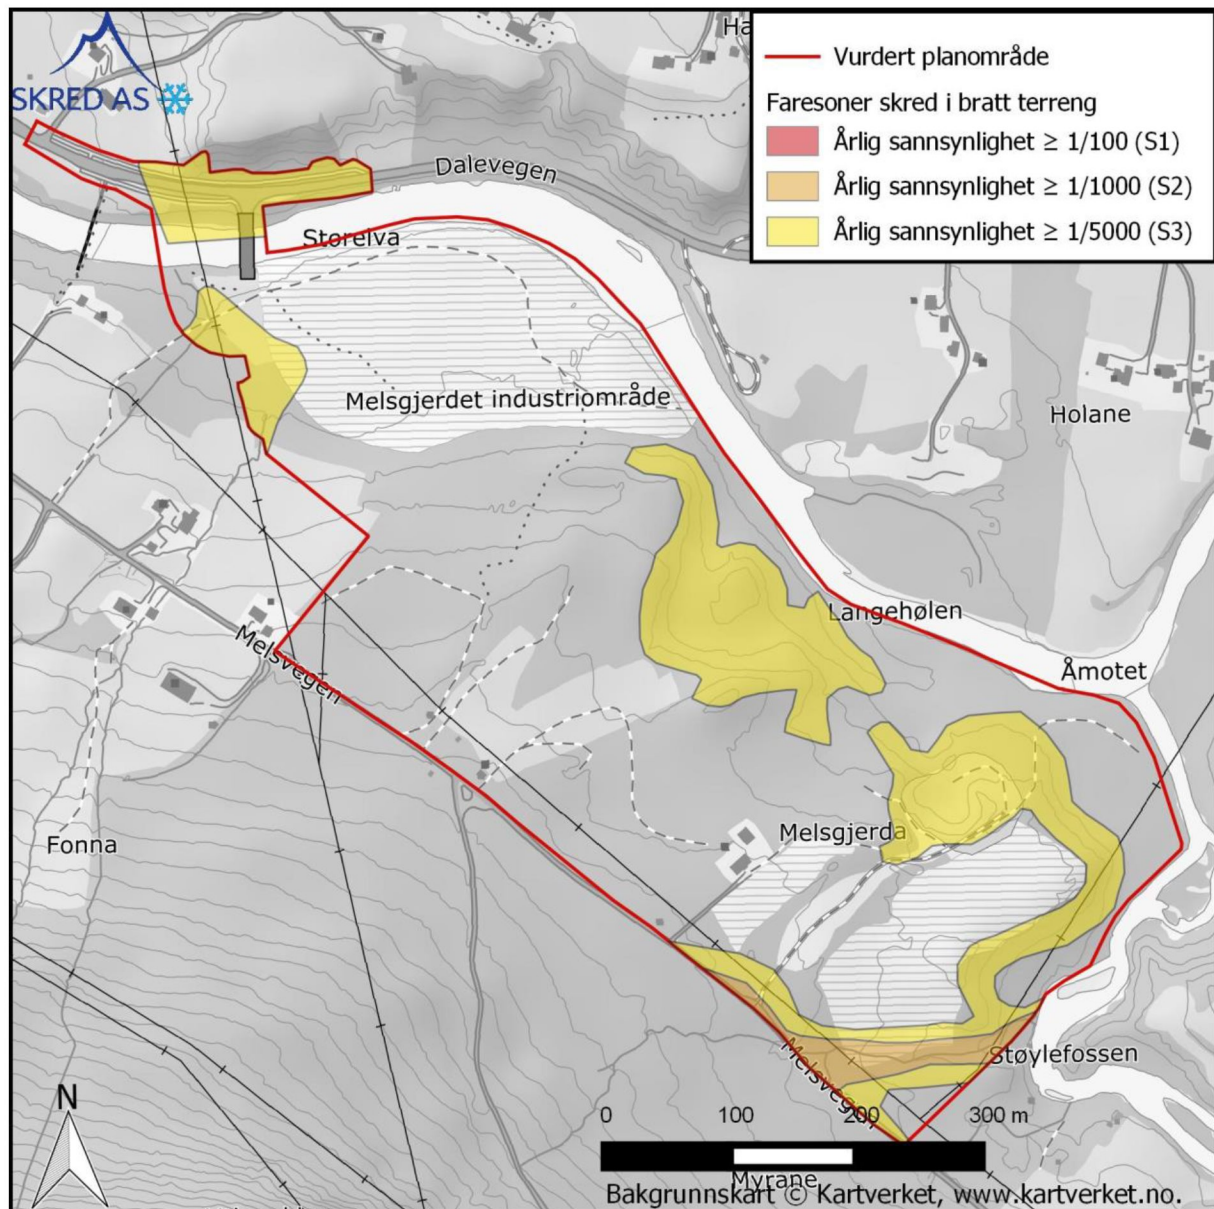 SKRED AS
Ha
Vurdert planområde
Faresoner skred i bratt terreng
Årlig sannsynlighet ≥ 1/100 (S1)
Årlig sannsynlighet ≥ 1/1000 (S2)
Årlig sannsynlighet ≥ 1/5000 (S3)
Dalevegen
Storelva
Melsgjerdet industriområde
Holane
Langehølen
Melsvegen
Åmotet
Melsgjerda
Fonna
Støylefossen
Melsvegen
N
0 100 200 300 m
Myrane
Bakgrunnskart © Kartverket, www.kartverket.no.